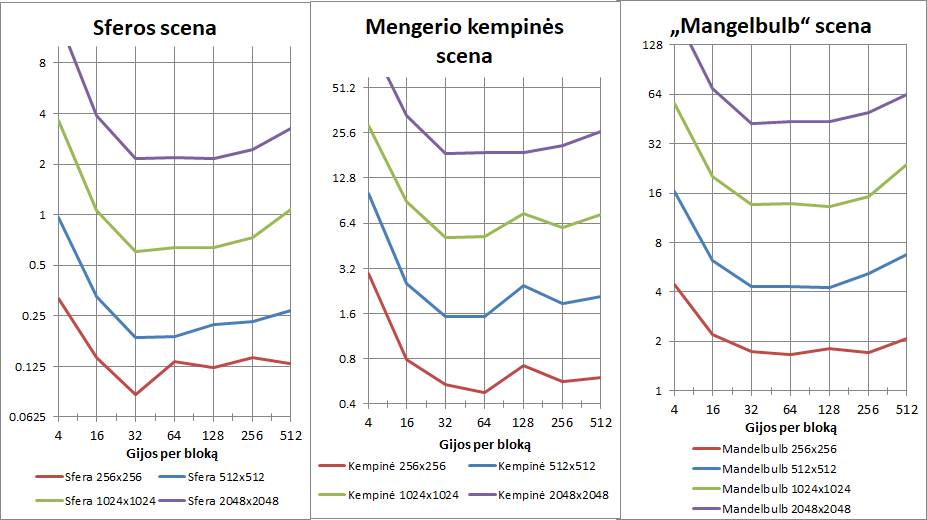 Sferos scena
8
4
2
1
0.5
0.25
0.125
0.0625
4 16 32 64 128 256 512
Gijos per bloką
Sfera 256x256 Sfera 512x512
Sfera 1024x1024 Sfera 2048x2048
Mengerio kempinės
scena
51.2
25.6
12.8
6.4
3.2
1.6
0.8
0.4
4 16 32 64 128 256 512
Gijos per bloką
Kempinė 256x256 Kempinė 512x512
Kempinė 1024x1024 Kempinė 2048x2048
„Mangelbulb“ scena
128
64
32
16
8
4
2
1
4 16 32 64 128 256 512
Gijos per bloką
Mandelbulb 256x256
Mandelbulb 512x512
Mandelbulb 1024x1024
Mandelbulb 2048x2048